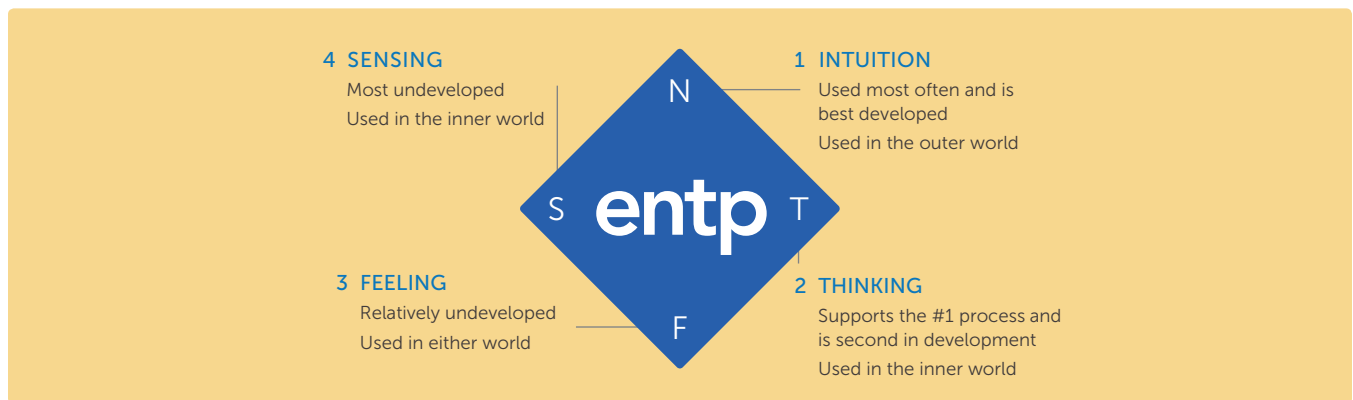 4 SENSING
Most undeveloped
Used in the inner world
N
1 INTUITION
Used most often and is
best developed
Used in the outer world
S
entp
T
3 FEELING
Relatively undeveloped
Used in either world
F
2 THINKING
Supports the #1 process and
is second in development
Used in the inner world